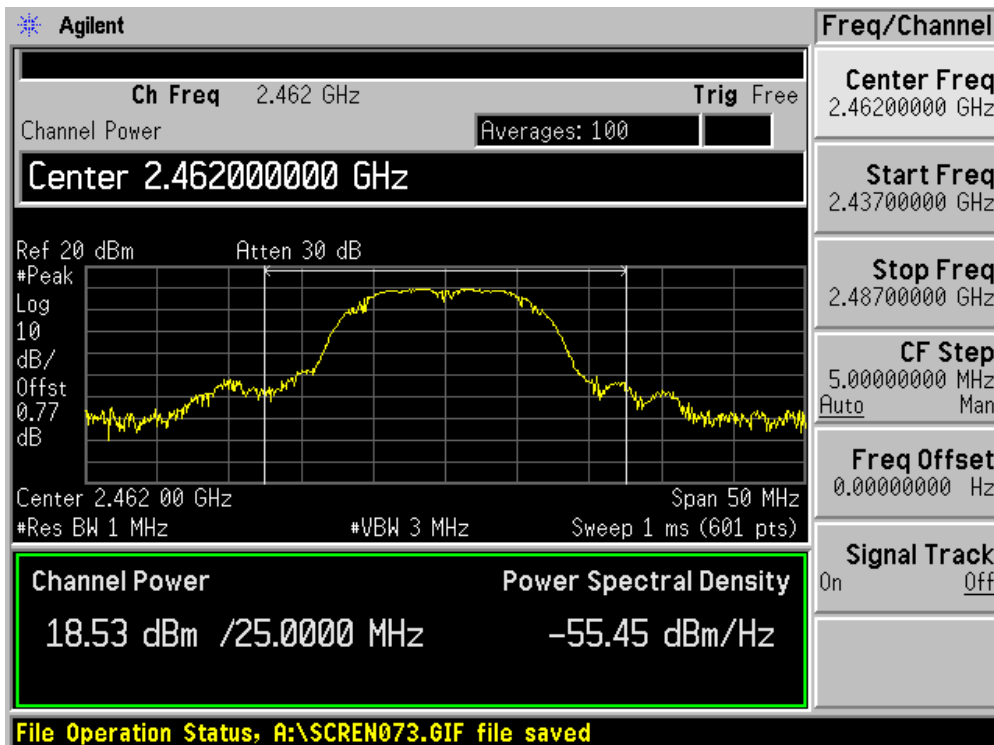 Agilent
Freq/Channel
Ch Freq 2.462 GHz Trig Free
Channel Power Averages: 100
Center 2.462000000 GHz
Ref 20 dBm Atten 30 dB
#Peak
Log
10
dB/
Offst
0.77
dB
Center 2.462 00 GHz Span 50 MHz
#Res BW 1 MHz #VBW 3 MHz Sweep 1 ms (601 pts)
Channel Power Power Spectral Density
18.53 dBm /25.0000 MHz -55.45 dBm/Hz
File Operation Status, A:\SCREN073.GIF file saved
Center Freq
2.46200000 GHz
Start Freq
2.43700000 GHz
Stop Freq
2.48700000 GHz
CF Step
5.00000000 MHz
Auto Man
Freq Offset
0.00000000 Hz
Signal Track
On Off